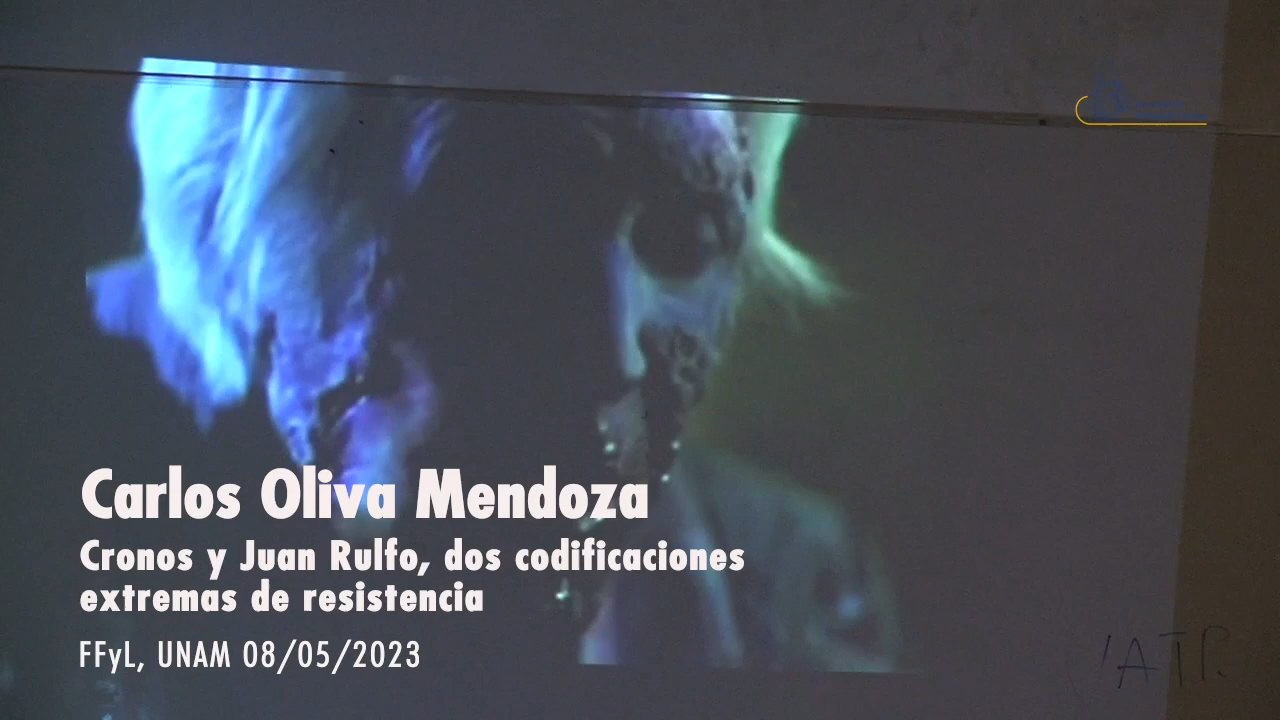 Carlos Oliva Mendoza
Cronos y Juan Rulfo, dos codificaciones
extremas de resistencia
FFyL, UNAM 08/05/2023